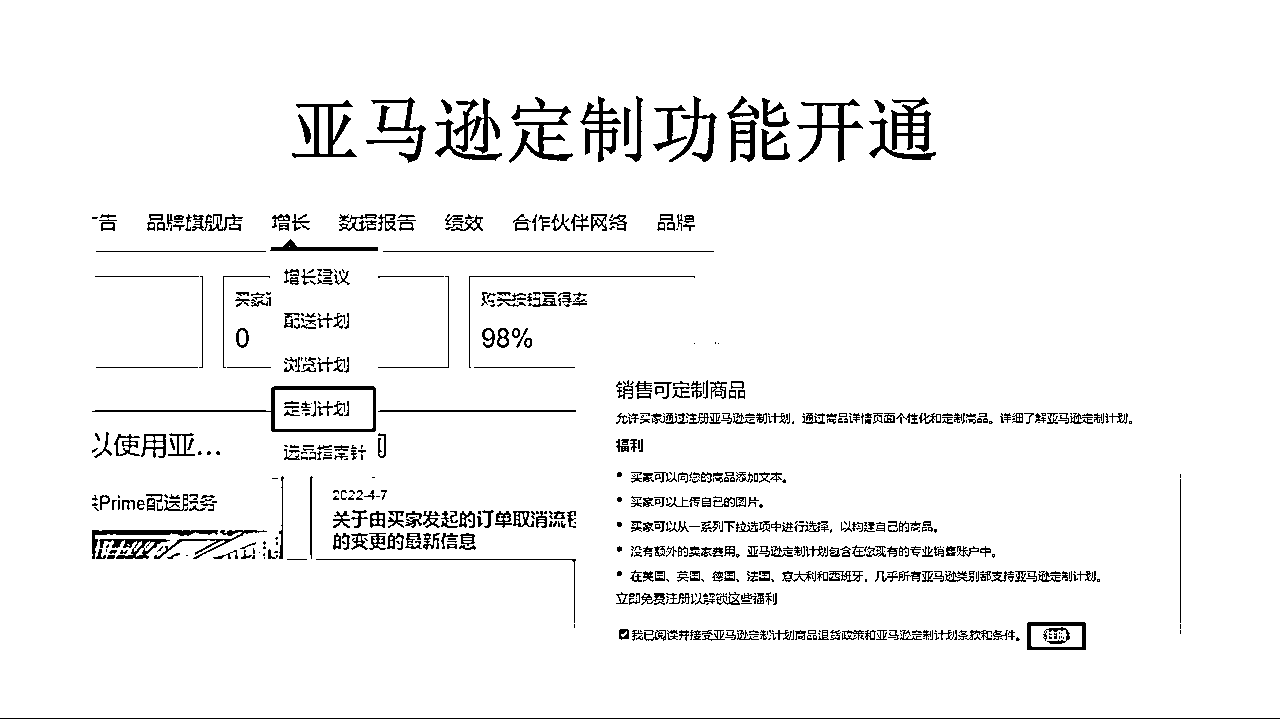 亚马逊定制功能开通
告 品牌旗舰店 增长 数据报告 绩效 合作伙伴网络 品牌
增长建议
配送计划
浏览计划
定制计划
选品指南针
买家
0
购买按钮赢得率
98%
以使用亚...
Prime配送服务
2022-4-7
关于由买家发起的订单取消流程
的变更的最新信息
销售可定制商品
允许买家通过注册亚马逊定制计划，通过商品详情页面个性化和定制商品。详细了解亚马逊定制计划。
福利
• 买家可以向您的商品添加文本。
• 买家可以上传自己的图片。
• 买家可以从一系列下拉选项中进行选择，以构建自己的商品。
• 没有额外的卖家费用。亚马逊定制计划包含在您现有的专业销售账户中。
• 在美国、英国、德国、法国、意大利和西班牙，几乎所有亚马逊类别都支持亚马逊定制计划。
立即免费注册以解锁这些福利
我已阅读并接受亚马逊定制计划商品退货政策和亚马逊定制计划条款和条件。 注册